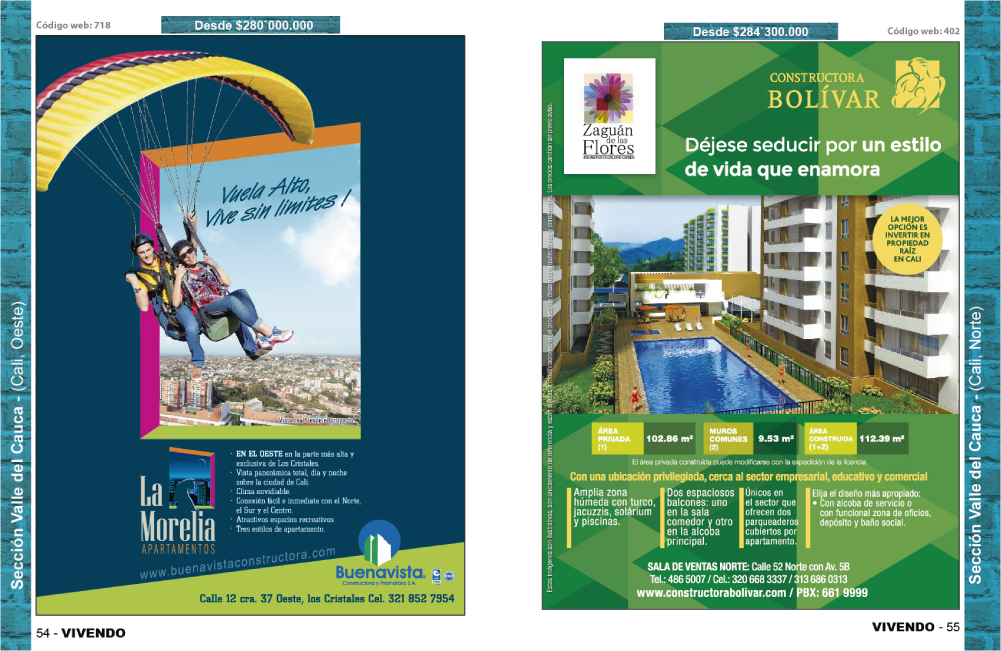 Código web: 718
Desde $280`000.000
Vuela Alto,
Vive sin limites !
La
Morelia
APARTAMENTOS
· EN EL OESTE en la parte más alta y
exclusiva de Los Cristales.
· Vista panorámica total, día y noche
sobre la ciudad de Cali.
· Clima envidiable.
· Conexión fácil e inmediata con el Norte,
el Sur y el Centro.
· Atractivos espacios recreativos
· Tres estilos de apartamento.
www.buenavistaconstructora.com
Buenavista
Constructora y Promotora S.A.
Calle 12 cra. 37 Oeste, los Cristales Cel. 321 852 7954
Sección Valle del Cauca - (Cali, Oeste)
54 - VIVENDO
Desde $284`300.000
Código web: 402
Zaguán
de las
Flores
CONSTRUCTORA
BOLÍVAR
Déjese seducir por un estilo
de vida que enamora
LA MEJOR
OPCIÓN ES
INVERTIR EN
PROPIEDAD
RAÍZ
EN CALI
ÁREA
PRIVADA
(1)
102.86 m²
MUROS
COMUNES
(2)
9.53 m²
ÁREA
CONSTRUIDA
(1+2)
112.39 m²
El área privada construida puede modificarse con la expedición de la licencia.
Con una ubicación privilegiada, cerca al sector empresarial, educativo y comercial
Amplia zona
húmeda con turco,
jacuzzis, solárium
y piscinas.
Dos espaciosos
balcones: uno
en la sala
comedor y otro
en la alcoba
principal.
Únicos en
el sector que
ofrecen dos
parqueaderos
cubiertos por
apartamento.
Elija el diseño más apropiado:
• Con alcoba de servicio o
con funcional zona de oficios,
depósito y baño social.
SALA DE VENTAS NORTE: Calle 52 Norte con Av. 5B
Tel.: 486 5007 / Cel.: 320 668 3337 / 313 686 0313
www.constructorabolivar.com / PBX: 661 9999
Sección Valle del Cauca - (Cali, Norte)
VIVENDO - 55